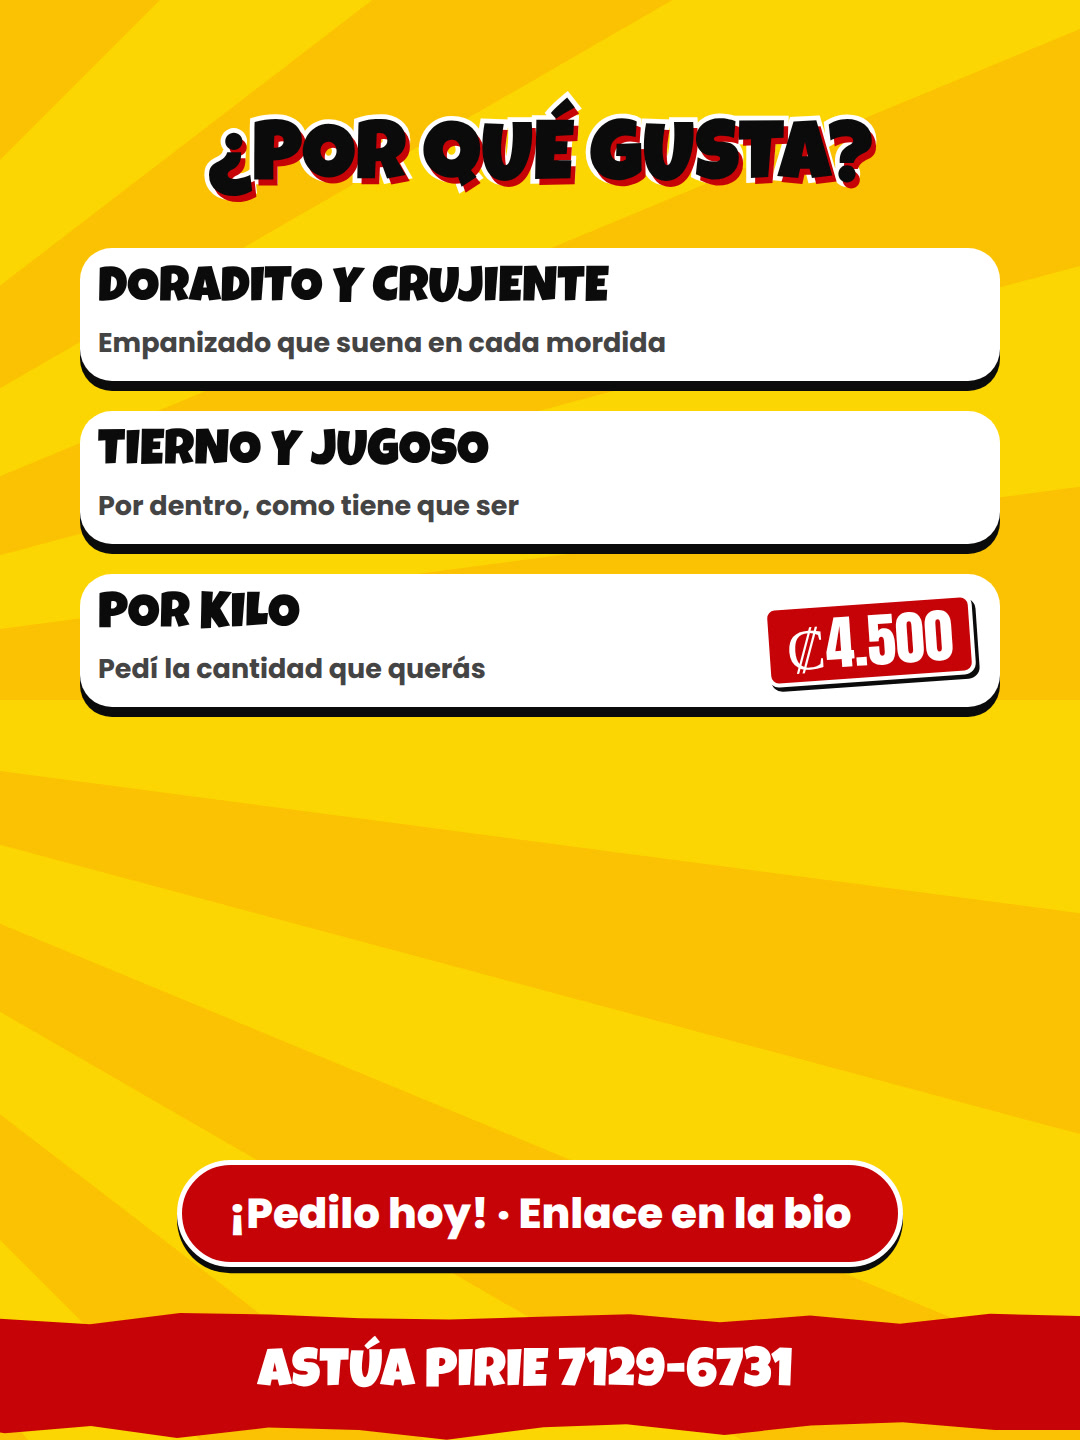 ¿POR QUÉ GUSTA?
DORADITO Y CRUJIENTE
Empanizado que suena en cada mordida
TIERNO Y JUGOSO
Por dentro, como tiene que ser
POR KILO
Pedí la cantidad que querás
₡4.500
¡Pedilo hoy! · Enlace en la bio
ASTÚA PIRIE 7129-6731